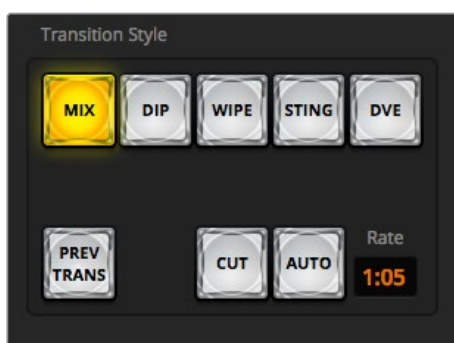 Transition Style
MIX DIP WIPE STING DVE
PREV
TRANS
CUT AUTO
Rate
1:05